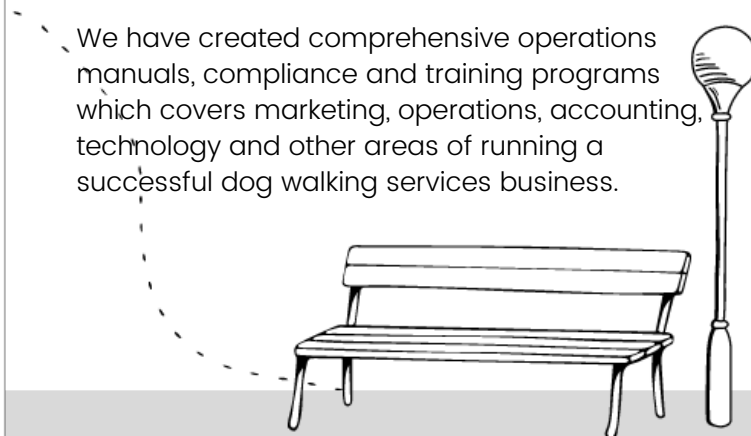 We have created comprehensive operations
manuals, compliance and training programs
which covers marketing, operations, accounting,
technology and other areas of running a
successful dog walking services business.